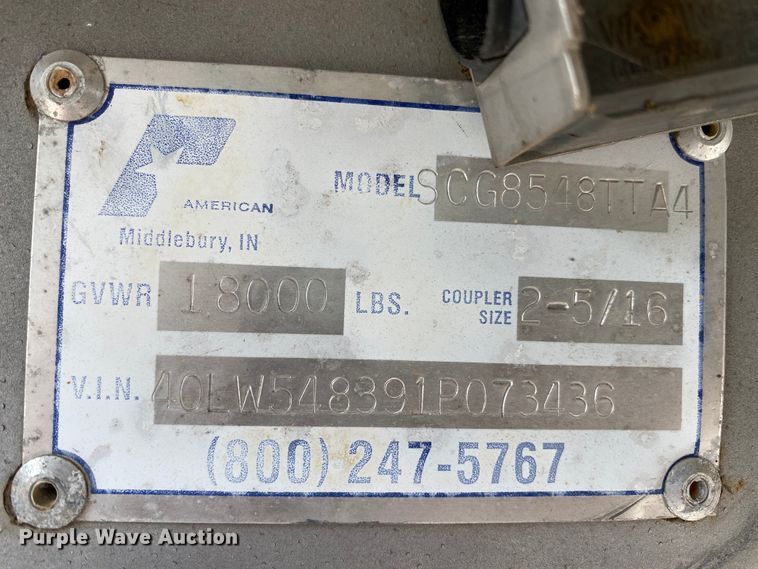 AMERICAN
Middlebury, IN
MODEL SCG8548TTA4
GVWR 18000 LBS.
COUPLER SIZE 2-5/16
V.I.N. 40LW548391P073436
(800) 247-5767
Purple Wave Auction